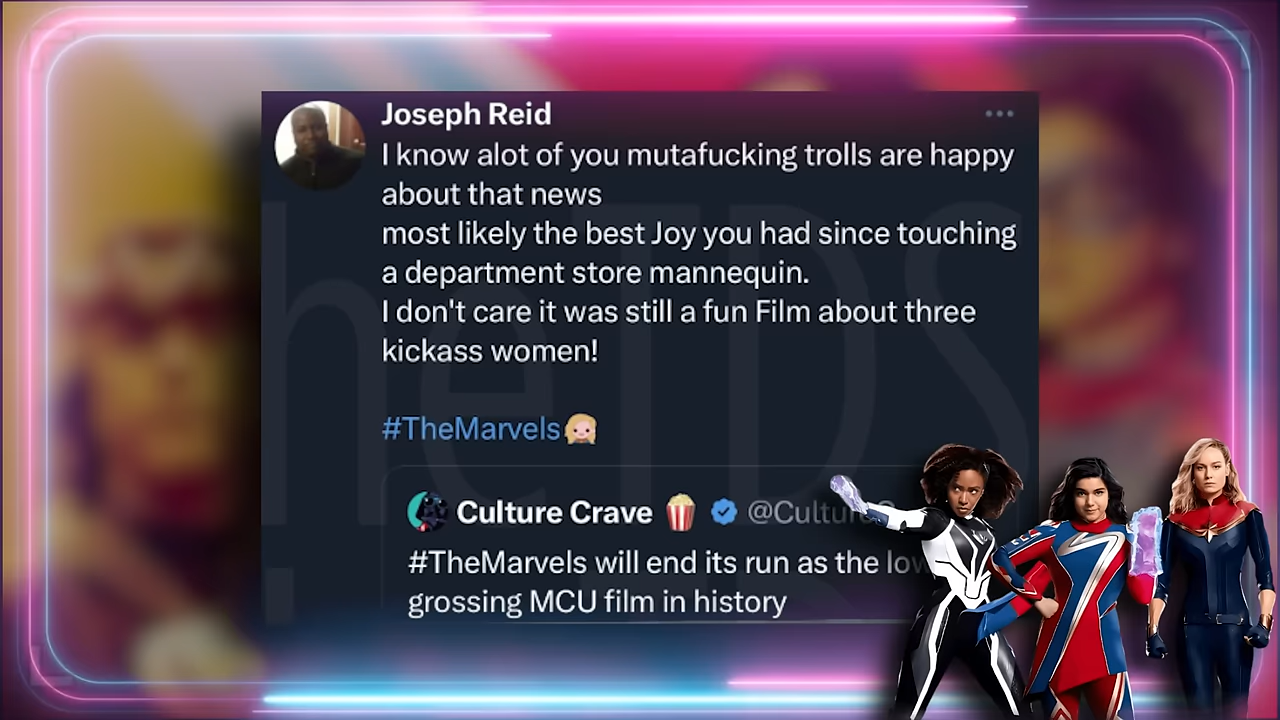 Joseph Reid
I know alot of you mutafucking trolls are happy
about that news
most likely the best Joy you had since touching
a department store mannequin.
I don't care it was still a fun Film about three
kickass women!
#TheMarvels
Culture Crave
#TheMarvels will end its run as the
grossing MCU film in history